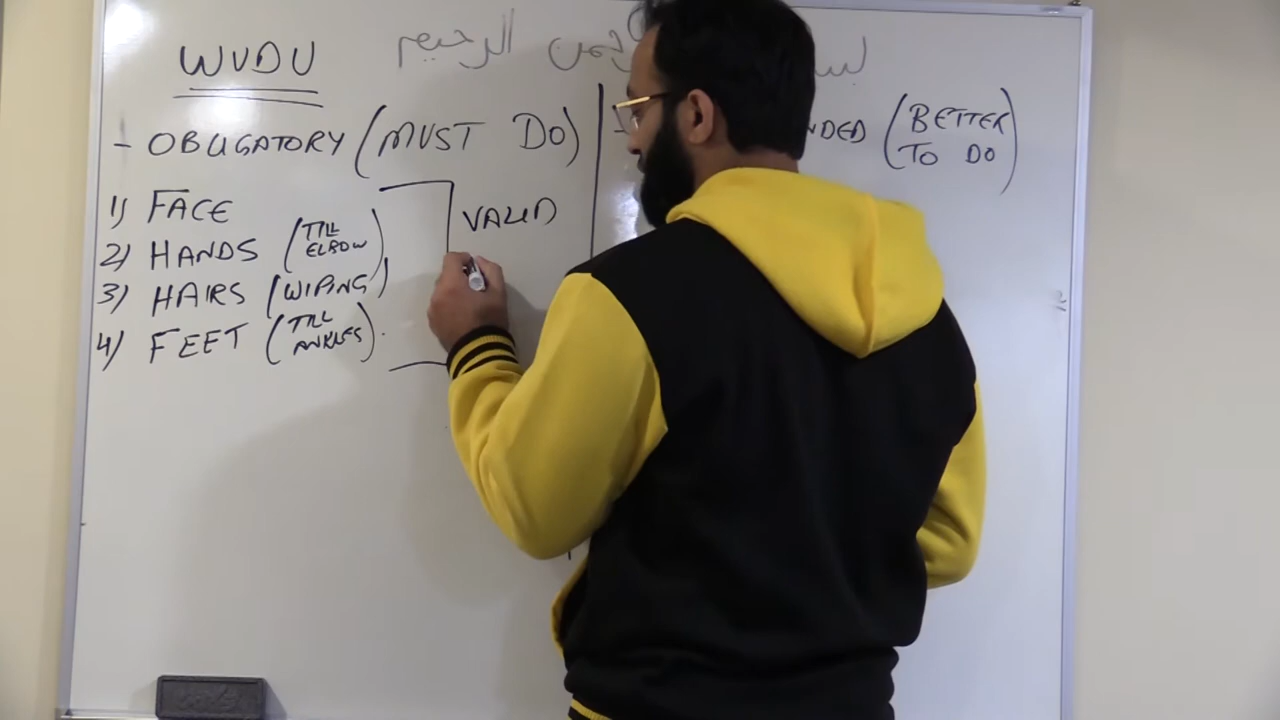 WUDU
الرحيم
- OBLIGATORY (MUST DO)
1) FACE
2) HANDS (TILL ELBOW)
3) HAIRS (WIPING)
4) FEET (TILL ANKLES).
VALID
(BETTER
TO DO)